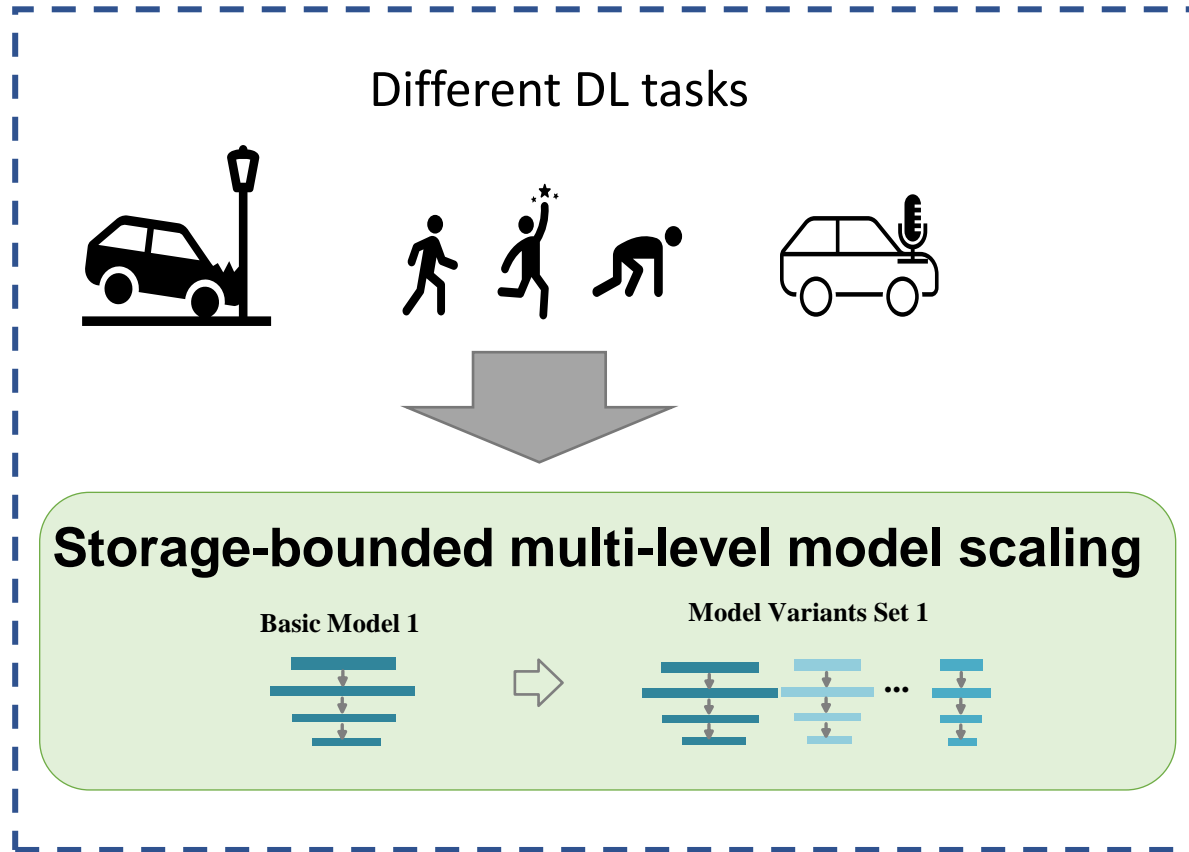 Different DL tasks
Storage-bounded multi-level model scaling
Basic Model 1
Model Variants Set 1
...